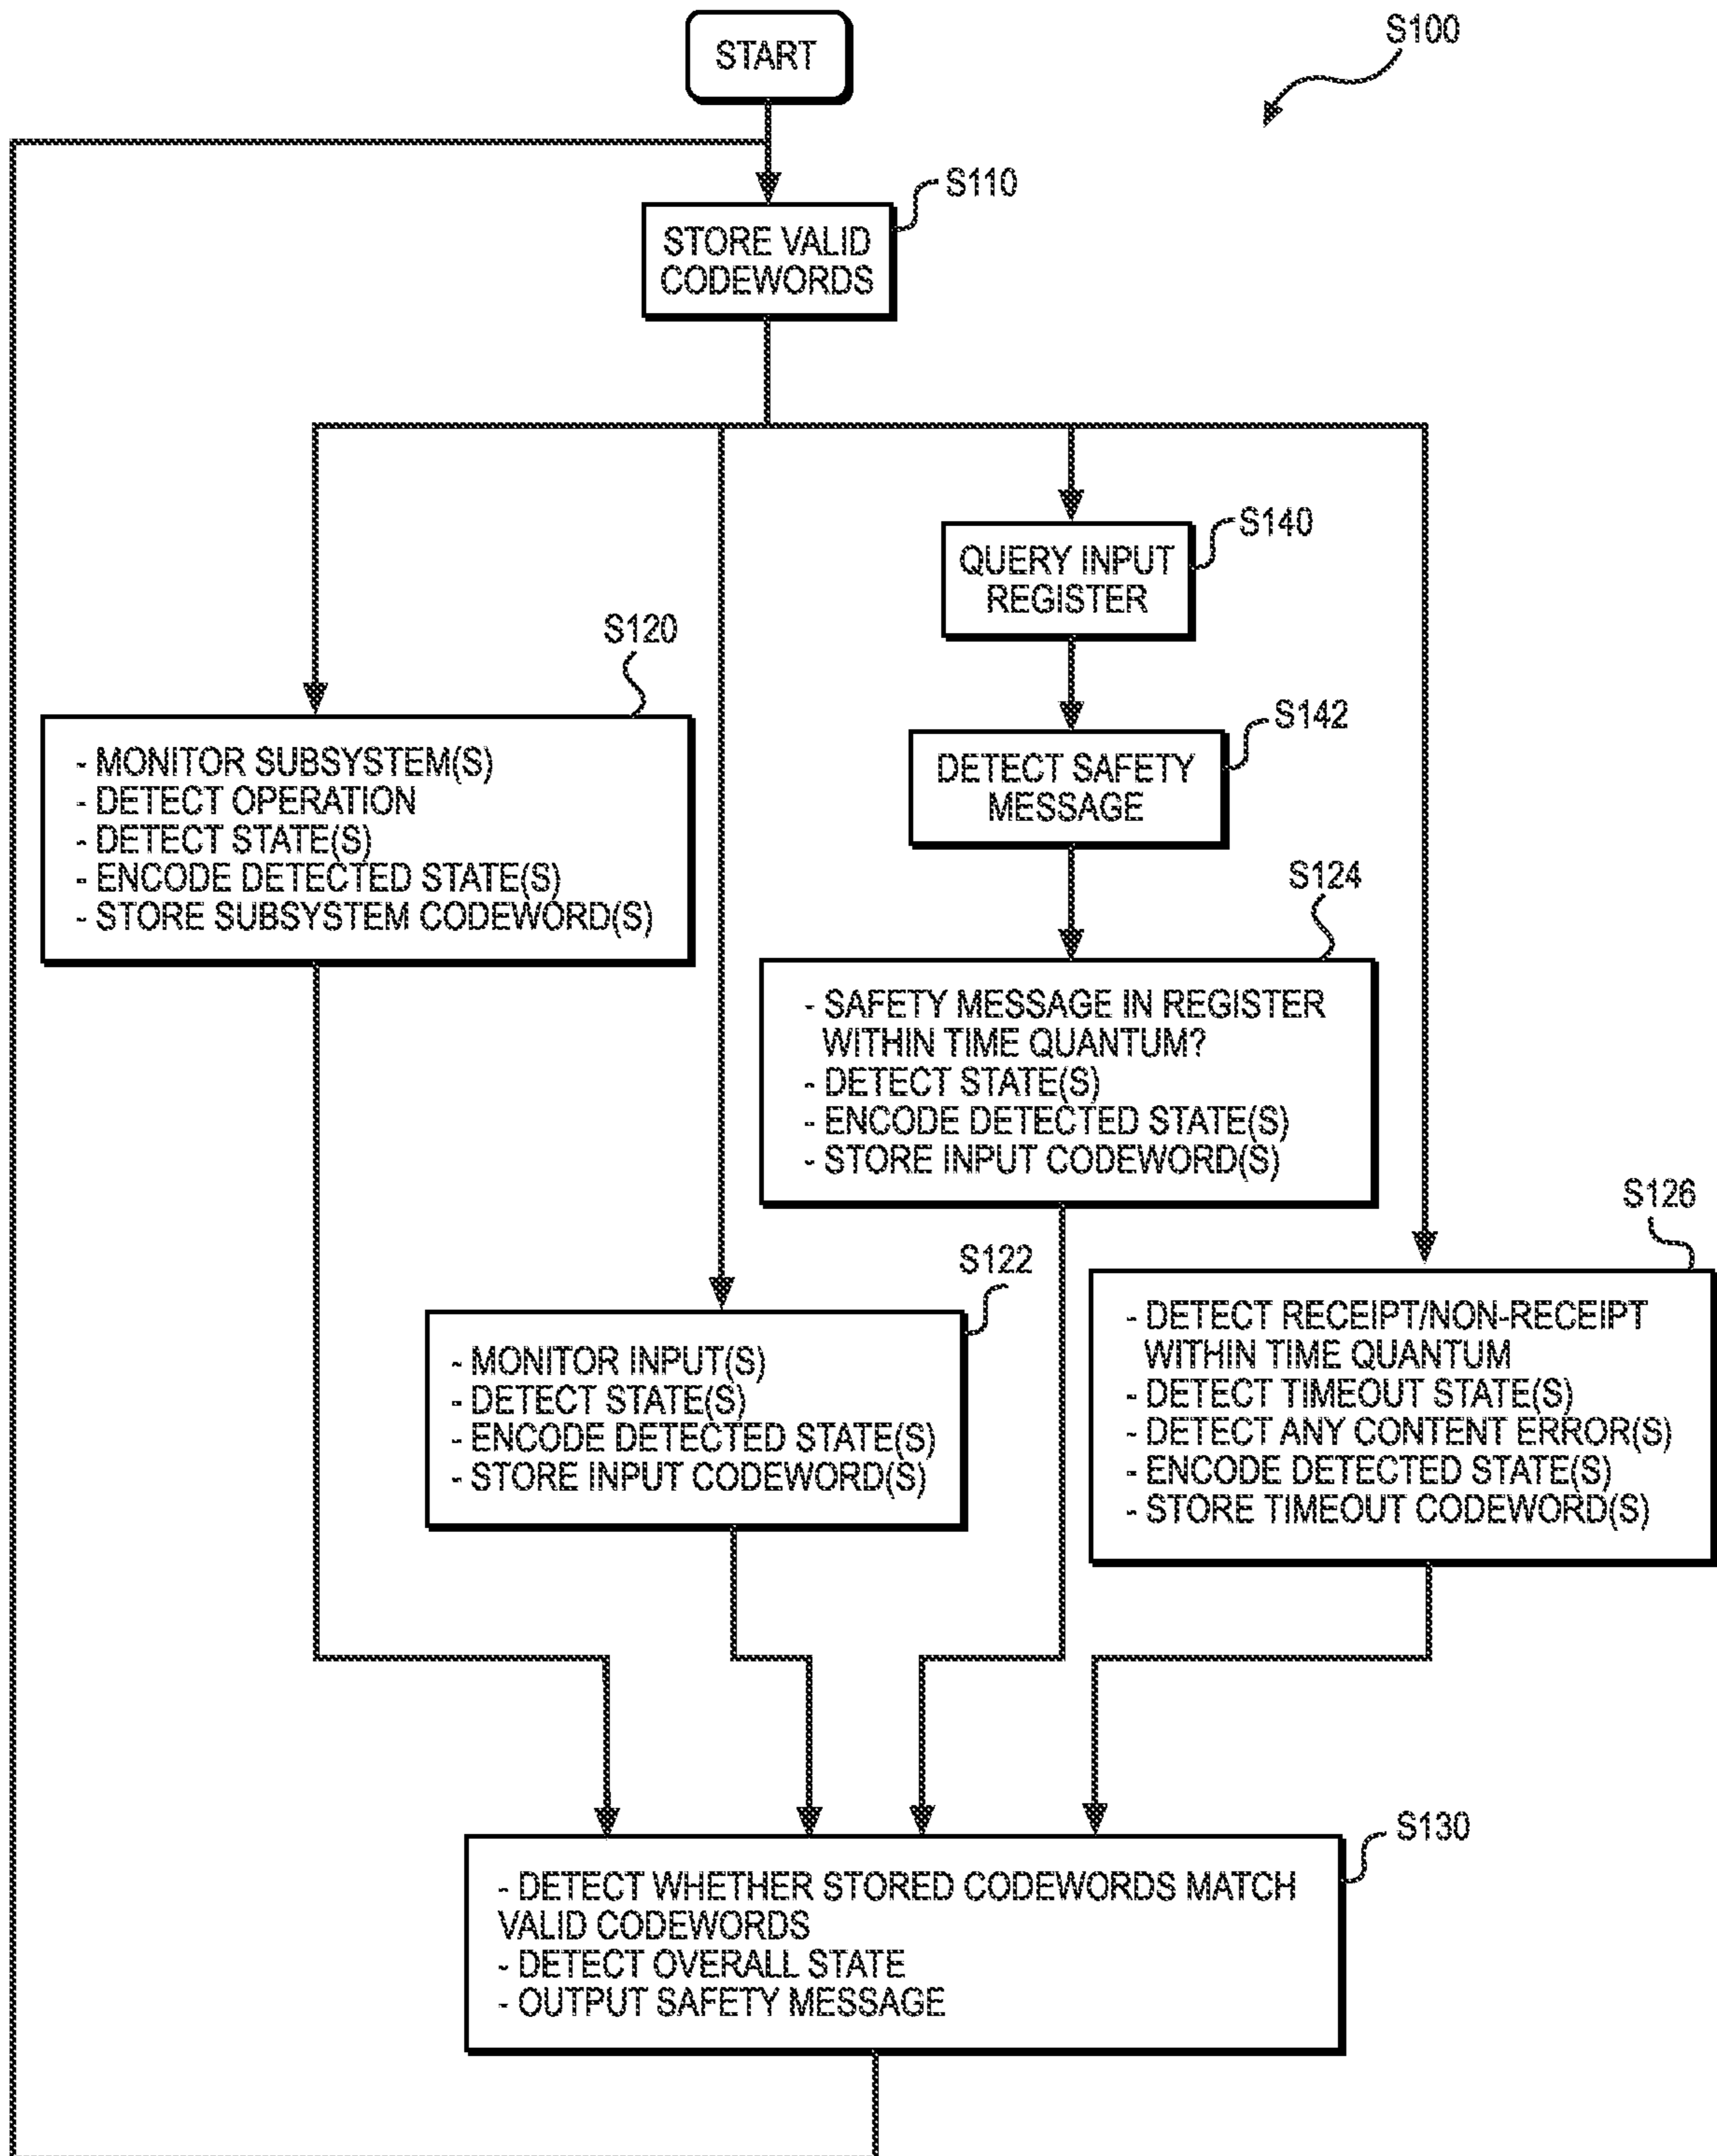 START
S100
S110
STORE VALID
CODEWORDS
S140
QUERY INPUT
REGISTER
S120
- MONITOR SUBSYSTEM(S)
- DETECT OPERATION
- DETECT STATE(S)
- ENCODE DETECTED STATE(S)
- STORE SUBSYSTEM CODEWORD(S)
S142
DETECT SAFETY
MESSAGE
S124
- SAFETY MESSAGE IN REGISTER
WITHIN TIME QUANTUM?
- DETECT STATE(S)
- ENCODE DETECTED STATE(S)
- STORE INPUT CODEWORD(S)
S122
- MONITOR INPUT(S)
- DETECT STATE(S)
- ENCODE DETECTED STATE(S)
- STORE INPUT CODEWORD(S)
S126
- DETECT RECEIPT/NON-RECEIPT
WITHIN TIME QUANTUM
- DETECT TIMEOUT STATE(S)
- DETECT ANY CONTENT ERROR(S)
- ENCODE DETECTED STATE(S)
- STORE TIMEOUT CODEWORD(S)
S130
- DETECT WHETHER STORED CODEWORDS MATCH
VALID CODEWORDS
- DETECT OVERALL STATE
- OUTPUT SAFETY MESSAGE